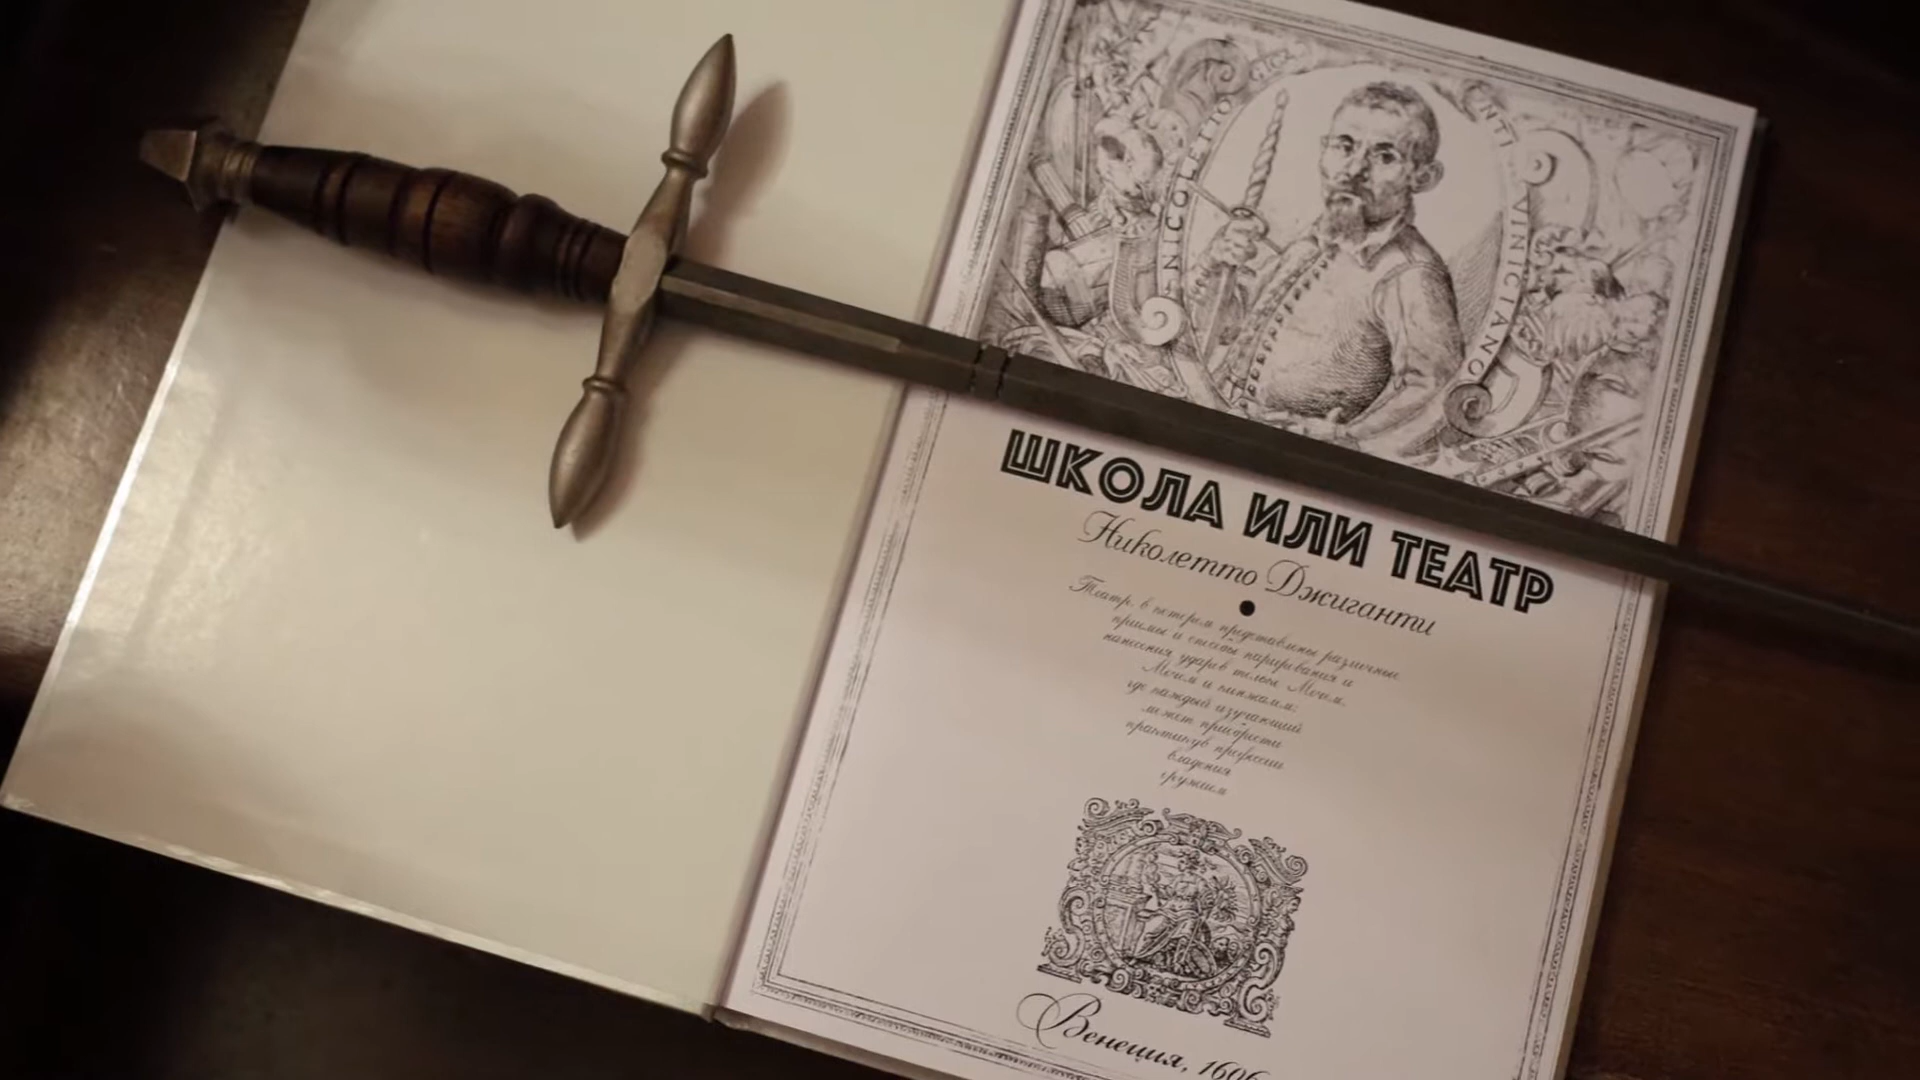 NICOLETTO GIGANTI VINICIANO
ШКОЛА ИЛИ ТЕАТР
Николетто Джиганти
Театр, в котором представлены различные
приемы и способы парирования и
нанесения ударов только Мечом,
Мечом и кинжалом;
где каждый изучающий
может приобрести
практику в профессии
владения
оружием
Венеция, 1606